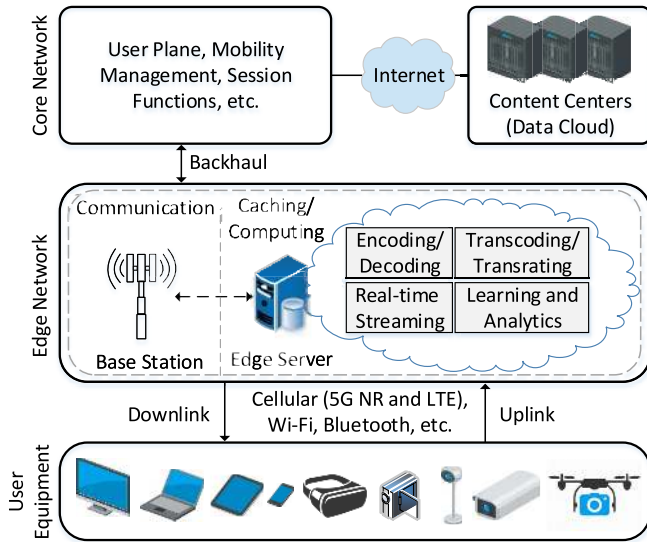 Core Network
User Plane, Mobility
Management, Session
Functions, etc.
Internet
Content Centers
(Data Cloud)
Backhaul
Edge Network
Communication
Base Station
Caching/
Computing
Edge Server
Encoding/
Decoding
Transcoding/
Transrating
Real-time
Streaming
Learning and
Analytics
Downlink
Cellular (5G NR and LTE),
Wi-Fi, Bluetooth, etc.
Uplink
User
Equipment